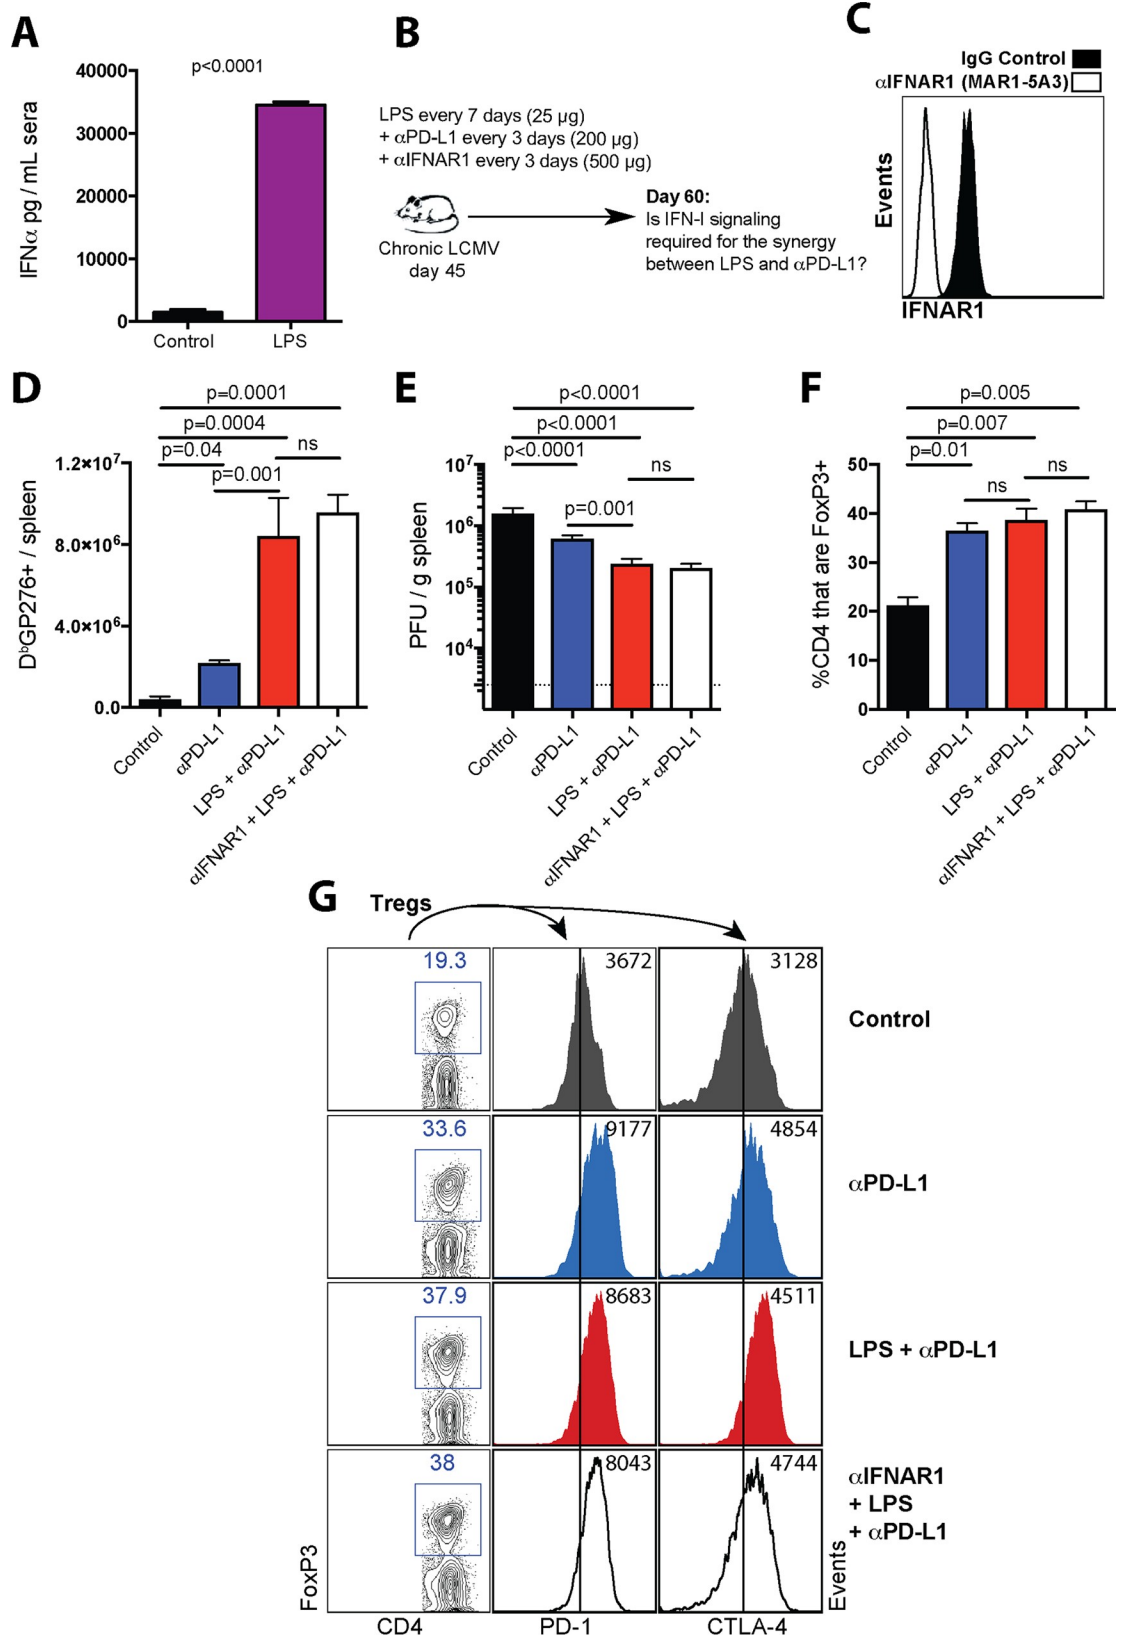 A
p<0.0001
40000
30000
20000
10000
0
IFNα pg / mL sera
Control
LPS
B
LPS every 7 days (25 µg)
+ αPD-L1 every 3 days (200 µg)
+ αIFNAR1 every 3 days (500 µg)
Chronic LCMV
day 45
Day 60:
Is IFN-I signaling
required for the synergy
between LPS and αPD-L1?
C
IgG Control
αIFNAR1 (MAR1-5A3)
Events
IFNAR1
D
p=0.0001
p=0.0004
p=0.04
ns
p=0.001
1.2×10⁷
8.0×10⁶
4.0×10⁶
0.0
DᵇGP276+ / spleen
Control
αPD-L1
LPS + αPD-L1
αIFNAR1 + LPS + αPD-L1
E
p<0.0001
p<0.0001
p<0.0001
ns
p=0.001
10⁷
10⁶
10⁵
10⁴
PFU / g spleen
Control
αPD-L1
LPS + αPD-L1
αIFNAR1 + LPS + αPD-L1
F
p=0.005
p=0.007
p=0.01
ns
ns
50
40
30
20
10
0
%CD4 that are FoxP3+
Control
αPD-L1
LPS + αPD-L1
αIFNAR1 + LPS + αPD-L1
G
Tregs
19.3
3672
3128
Control
33.6
9177
4854
αPD-L1
37.9
8683
4511
LPS + αPD-L1
38
8043
4744
αIFNAR1
+ LPS
+ αPD-L1
FoxP3
Events
CD4
PD-1
CTLA-4